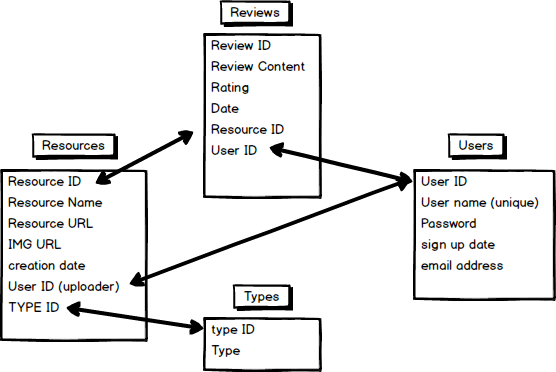 Reviews
Review ID
Review Content
Rating
Date
Resource ID
User ID
Resources
Resource ID
Resource Name
Resource URL
IMG URL
creation date
User ID (uploader)
TYPE ID
Users
User ID
User name (unique)
Password
sign up date
email address
Types
type ID
Type